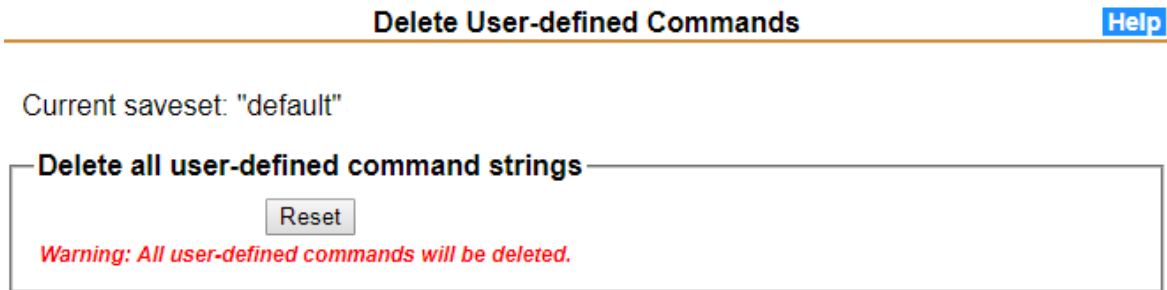 Delete User-defined Commands
Help
Current saveset: "default"
Delete all user-defined command strings
Reset
Warning: All user-defined commands will be deleted.